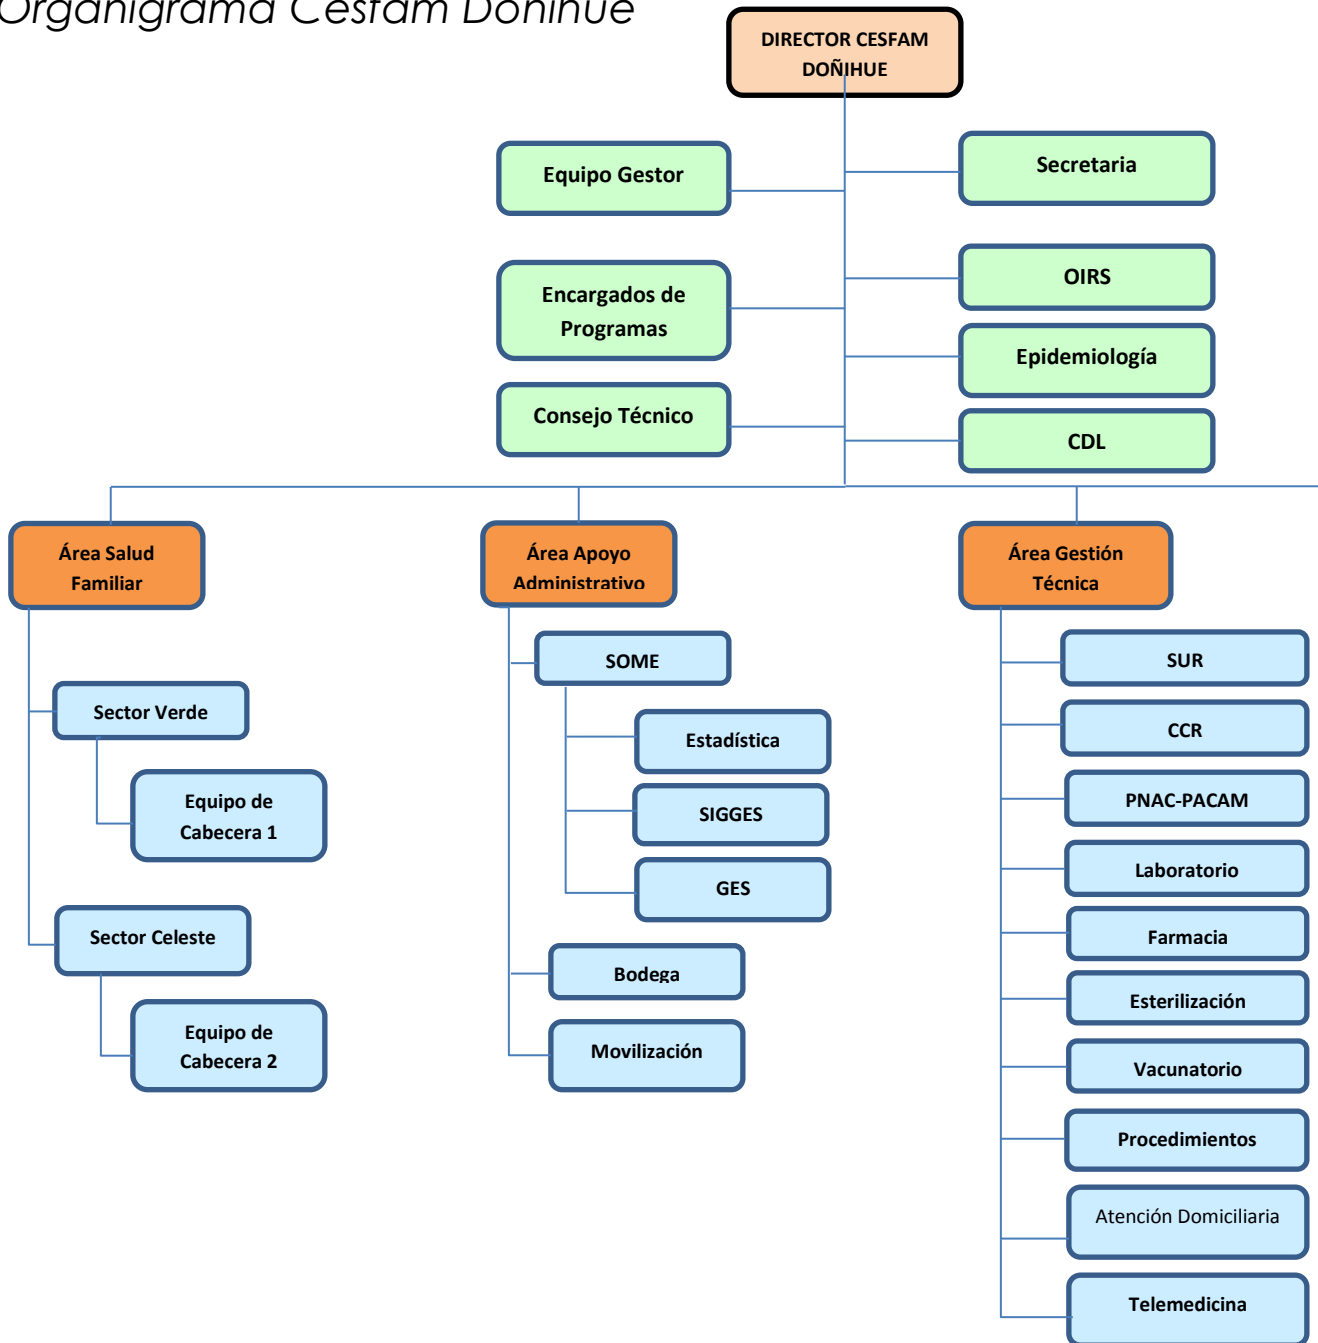 Organigrama Cesfam Doñihue
DIRECTOR CESFAM
DOÑIHUE
Equipo Gestor
Secretaria
Encargados de
Programas
OIRS
Epidemiología
Consejo Técnico
CDL
Área Salud
Familiar
Área Apoyo
Administrativo
Área Gestión
Técnica
Sector Verde
Equipo de
Cabecera 1
Sector Celeste
Equipo de
Cabecera 2
SOME
Estadística
SIGGES
GES
Bodega
Movilización
SUR
CCR
PNAC-PACAM
Laboratorio
Farmacia
Esterilización
Vacunatorio
Procedimientos
Atención Domiciliaria
Telemedicina